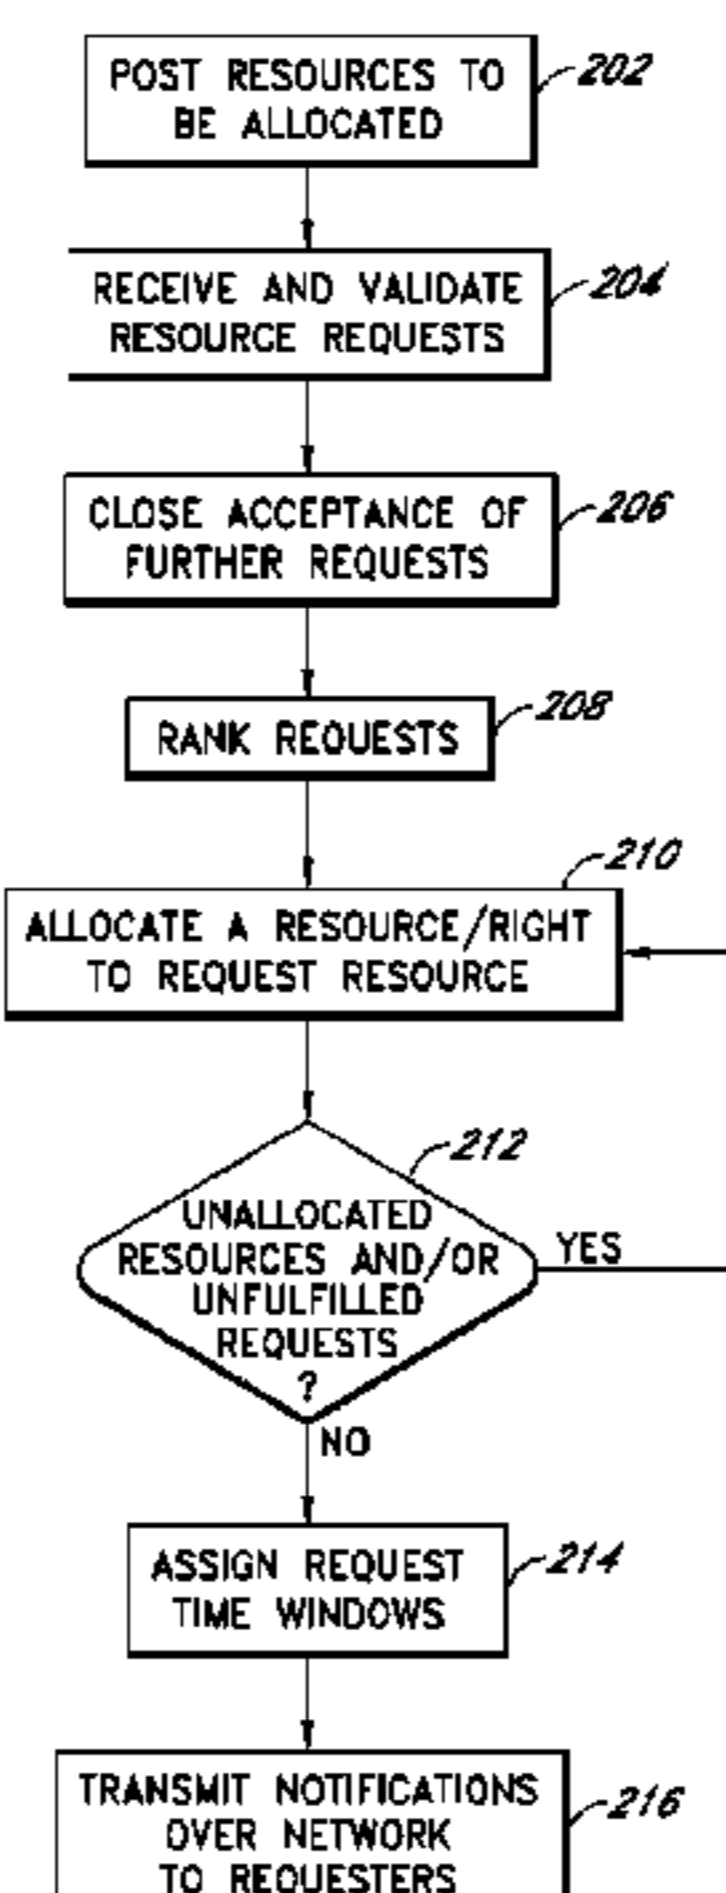 POST RESOURCES TO
BE ALLOCATED
202
RECEIVE AND VALIDATE
RESOURCE REQUESTS
204
CLOSE ACCEPTANCE OF
FURTHER REQUESTS
206
RANK REQUESTS
208
210
ALLOCATE A RESOURCE/RIGHT
TO REQUEST RESOURCE
212
UNALLOCATED
RESOURCES AND/OR
UNFULFILLED
REQUESTS
?
YES
NO
ASSIGN REQUEST
TIME WINDOWS
214
TRANSMIT NOTIFICATIONS
OVER NETWORK
TO REQUESTERS
216